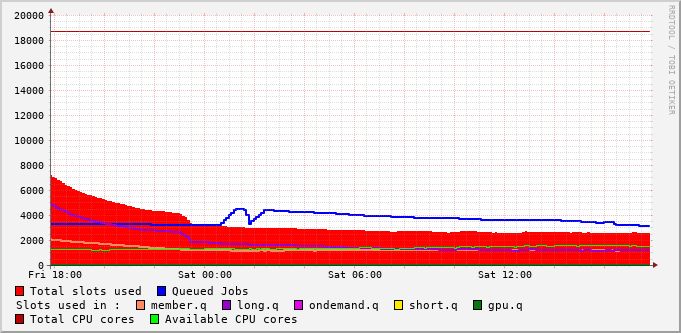 20000
18000
16000
14000
12000
10000
8000
6000
4000
2000
0
Fri 18:00 Sat 00:00 Sat 06:00 Sat 12:00
RRDTOOL / TOBI OETIKER
Total slots used Queued Jobs
Slots used in : member.q long.q ondemand.q short.q gpu.q
Total CPU cores Available CPU cores